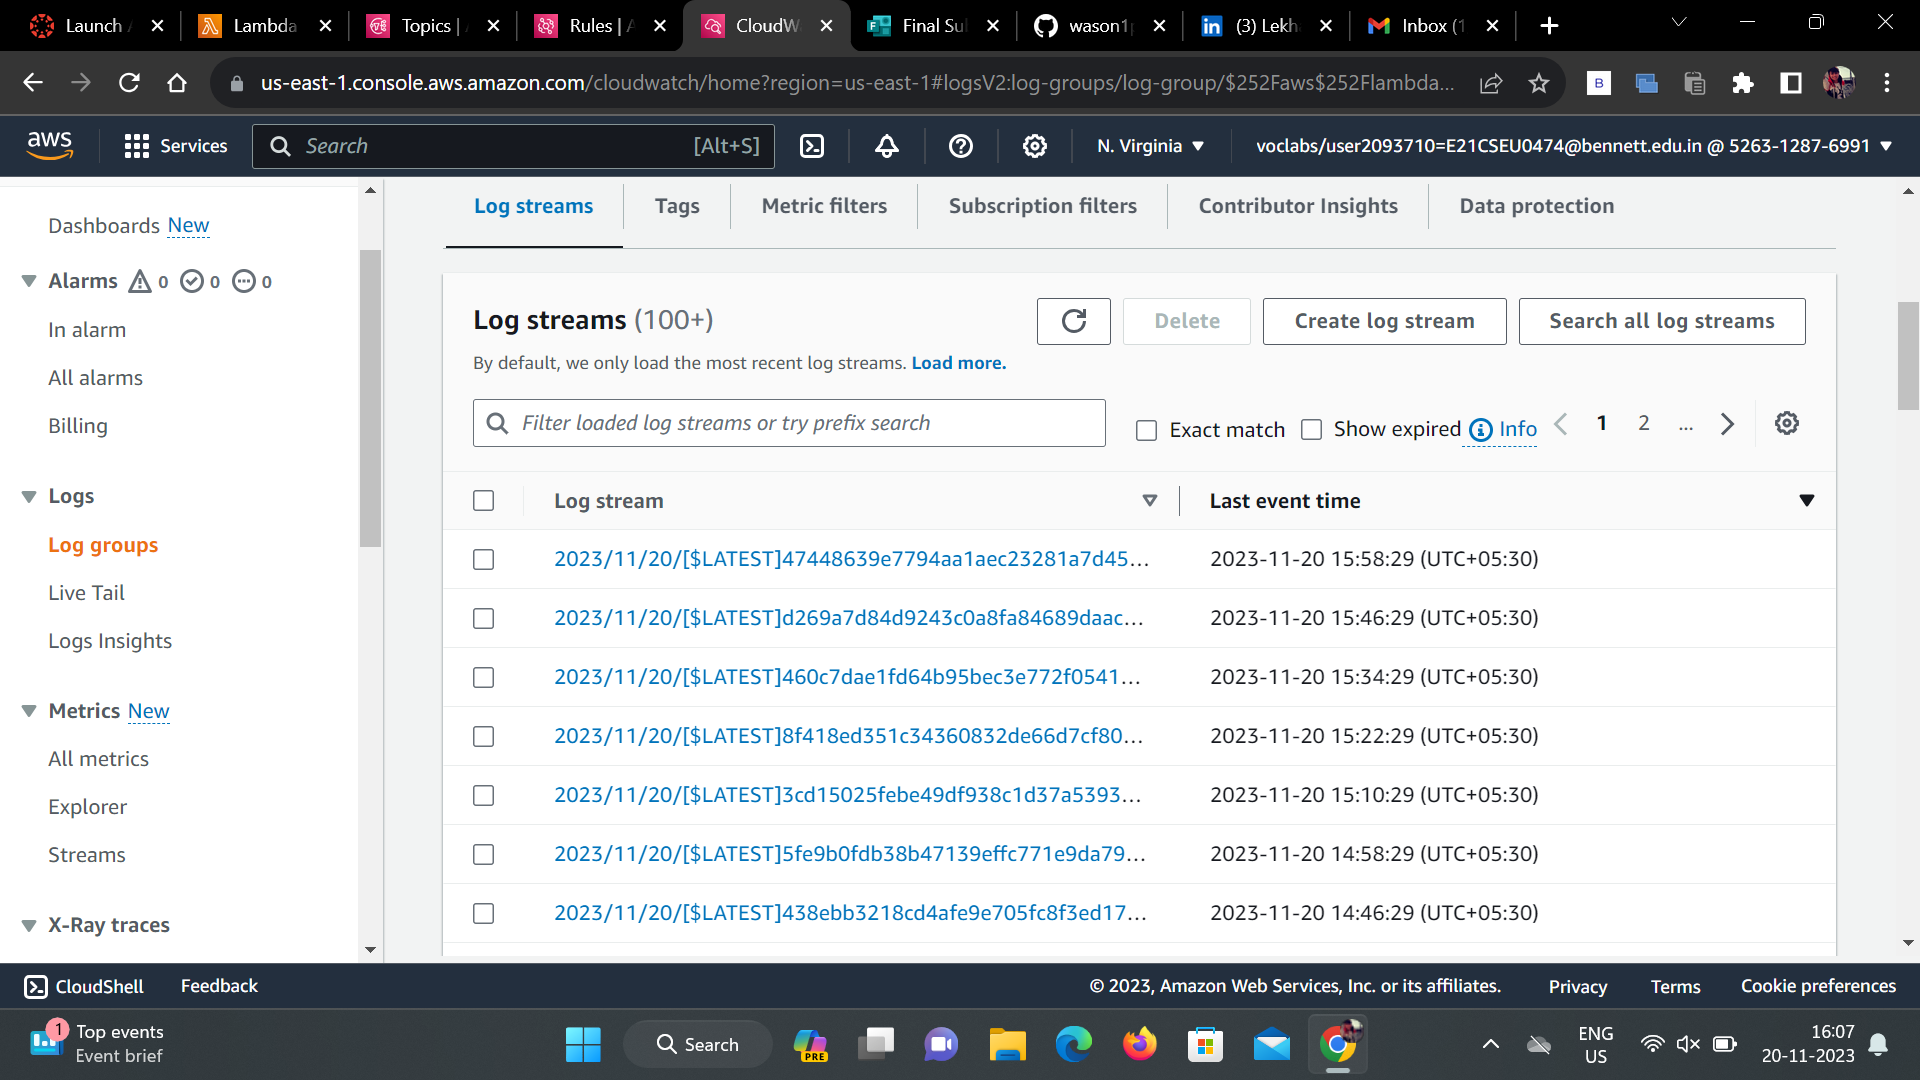 Launch A
Lambda
Topics | A
Rules | A
CloudW
Final Sub
wason1p
(3) Lekh
Inbox (1
us-east-1.console.aws.amazon.com/cloudwatch/home?region=us-east-1#logsV2:log-groups/log-group/$252Faws$252Flambda...
B
aws
Services
Search
[Alt+S]
N. Virginia
voclabs/user2093710=E21CSEU0474@bennett.edu.in @ 5263-1287-6991
Dashboards New
Alarms 0 0 0
In alarm
All alarms
Billing
Logs
Log groups
Live Tail
Logs Insights
Metrics New
All metrics
Explorer
Streams
X-Ray traces
Log streams
Tags
Metric filters
Subscription filters
Contributor Insights
Data protection
Log streams (100+)
Delete
Create log stream
Search all log streams
By default, we only load the most recent log streams. Load more.
Filter loaded log streams or try prefix search
Exact match
Show expired
Info
1 2 ...
Log stream
Last event time
2023/11/20/[$LATEST]47448639e7794aa1aec23281a7d45... 2023-11-20 15:58:29 (UTC+05:30)
2023/11/20/[$LATEST]d269a7d84d9243c0a8fa84689daac... 2023-11-20 15:46:29 (UTC+05:30)
2023/11/20/[$LATEST]460c7dae1fd64b95bec3e772f0541... 2023-11-20 15:34:29 (UTC+05:30)
2023/11/20/[$LATEST]8f418ed351c34360832de66d7cf80... 2023-11-20 15:22:29 (UTC+05:30)
2023/11/20/[$LATEST]3cd15025febe49df938c1d37a5393... 2023-11-20 15:10:29 (UTC+05:30)
2023/11/20/[$LATEST]5fe9b0fdb38b47139effc771e9da79... 2023-11-20 14:58:29 (UTC+05:30)
2023/11/20/[$LATEST]438ebb3218cd4afe9e705fc8f3ed17... 2023-11-20 14:46:29 (UTC+05:30)
CloudShell
Feedback
© 2023, Amazon Web Services, Inc. or its affiliates.
Privacy
Terms
Cookie preferences
1
Top events
Event brief
Search
PRE
ENG
US
16:07
20-11-2023